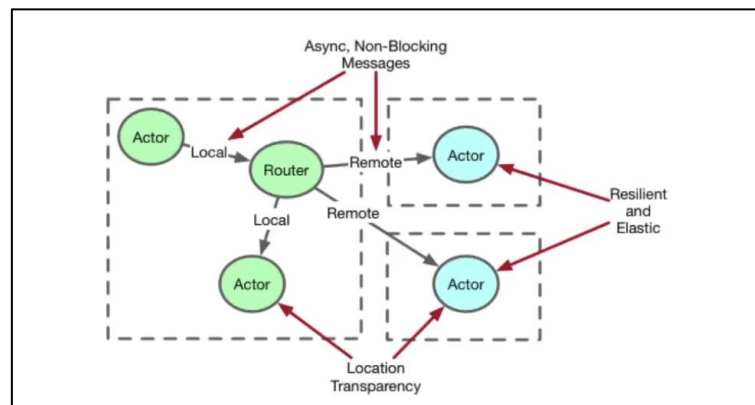 Async, Non-Blocking
Messages
Actor
Local
Router
Remote
Actor
Resilient
and
Elastic
Local
Remote
Actor
Actor
Location
Transparency